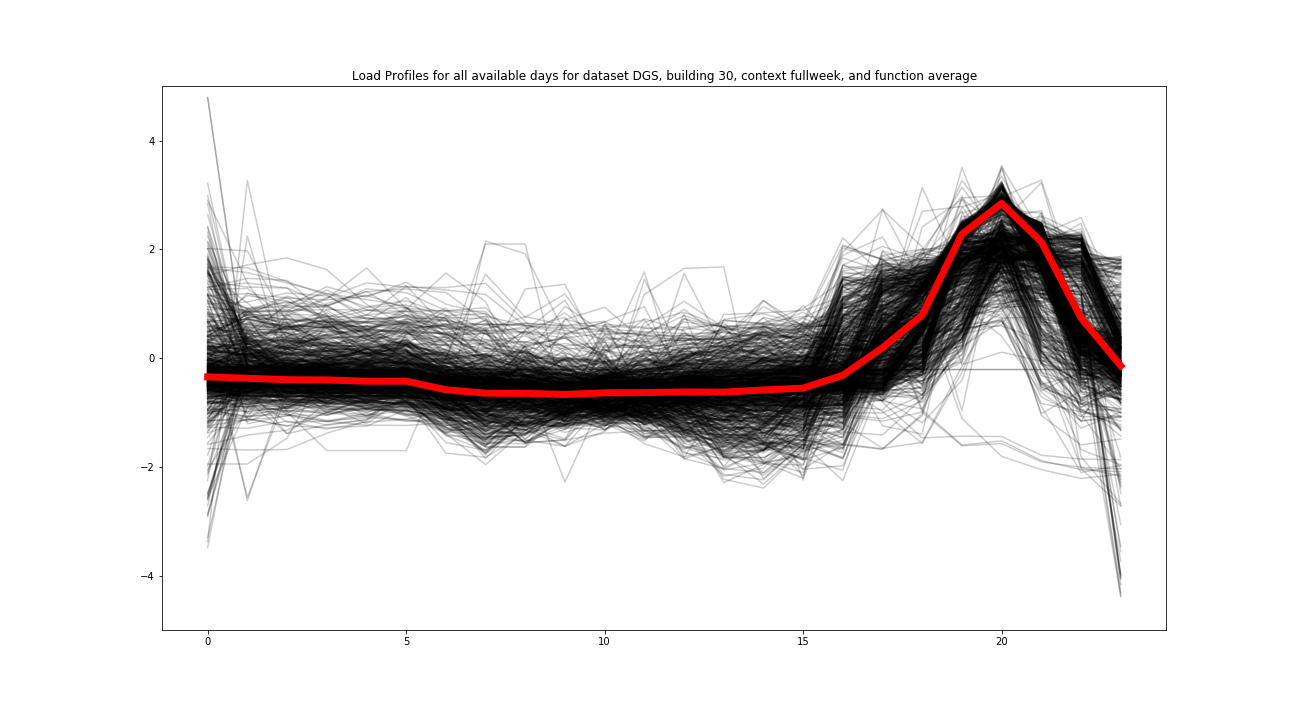 Load Profiles for all available days for dataset DGS, building 30, context fullweek, and function average
4
2
0
−2
−4
0 5 10 15 20